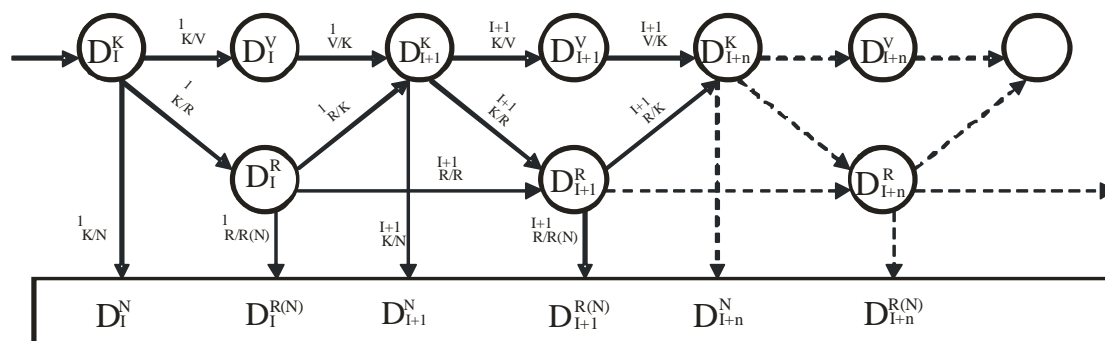 1 K/V
1 V/K
I+1 K/V
I+1 V/K
D_I^K
D_I^V
D_{I+1}^K
D_{I+1}^V
D_{I+n}^K
D_{I+n}^V
1 K/R
1 R/K
I+1 K/R
I+1 R/K
D_I^R
I+1 R/R
D_{I+1}^R
D_{I+n}^R
1 K/N
1 R/R(N)
I+1 K/N
I+1 R/R(N)
D_I^N
D_I^{R(N)}
D_{I+1}^N
D_{I+1}^{R(N)}
D_{I+n}^N
D_{I+n}^{R(N)}